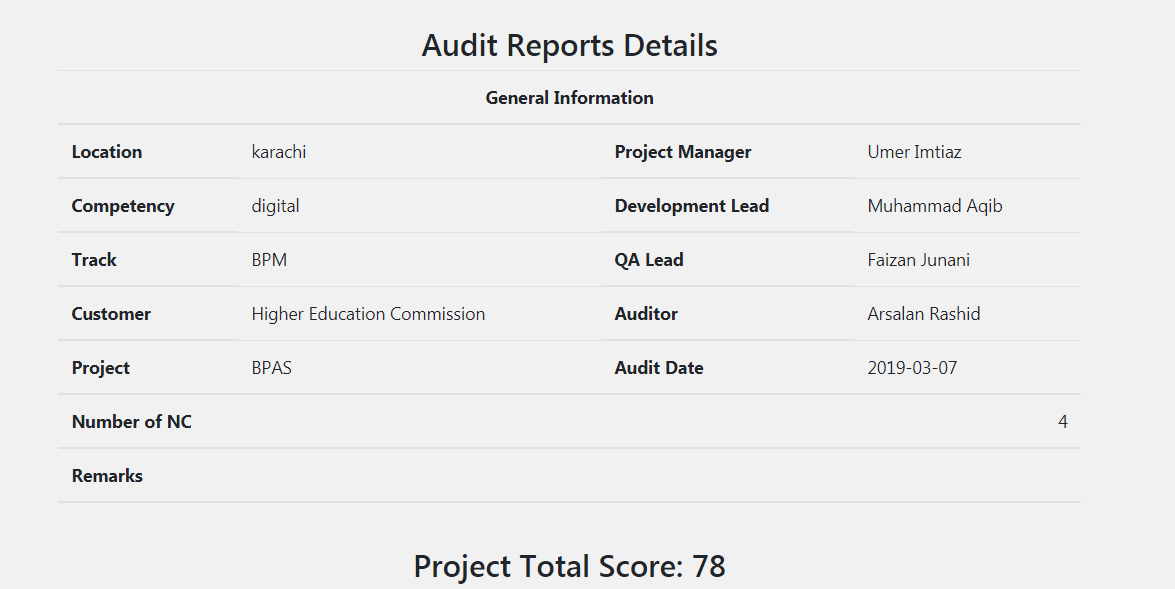 Audit Reports Details
General Information
Location karachi Project Manager Umer Imtiaz
Competency digital Development Lead Muhammad Aqib
Track BPM QA Lead Faizan Junani
Customer Higher Education Commission Auditor Arsalan Rashid
Project BPAS Audit Date 2019-03-07
Number of NC 4
Remarks
Project Total Score: 78